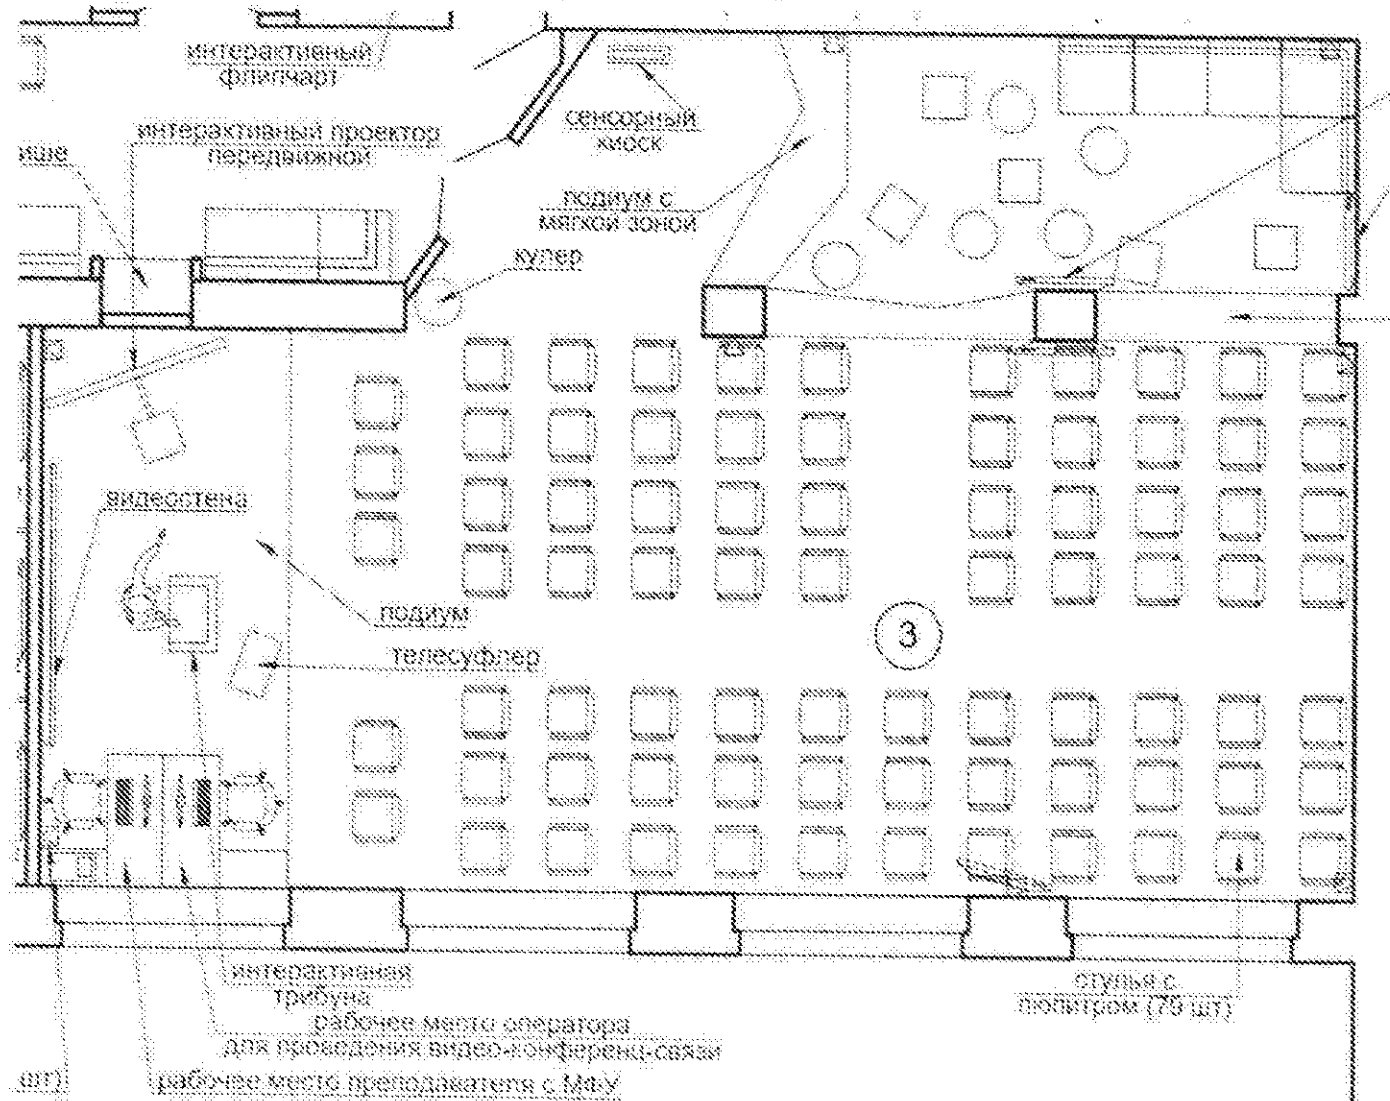 интерактивный
флипчарт
интерактивный проектор
передвижной
ише
сенсорный
киоск
подиум с
мягкой зоной
кулер
видеостена
подиум
телесуфлер
3
интерактивная
трибуна
стулья с
пюпитром (79 шт)
рабочее место оператора
для проведения видео-конференц-связи
шт)
рабочее место преподавателя с МФУ